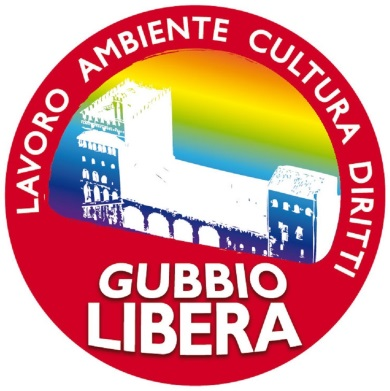 LAVORO AMBIENTE CULTURA DIRITTI
GUBBIO
LIBERA